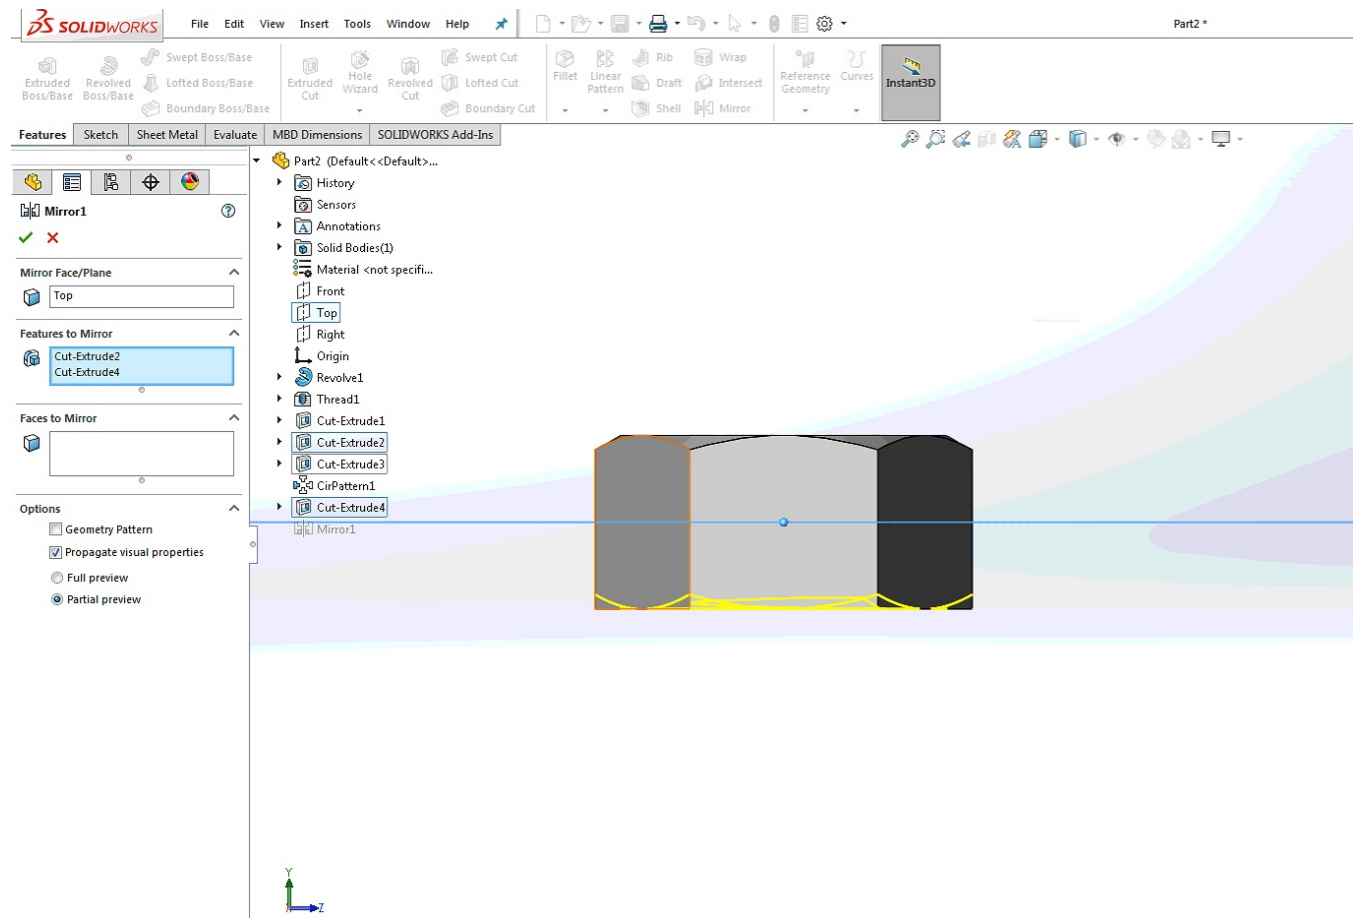 SOLIDWORKS File Edit View Insert Tools Window Help Part2 *
Extruded Boss/Base
Revolved Boss/Base
Swept Boss/Base
Lofted Boss/Base
Boundary Boss/Base
Extruded Cut
Hole Wizard
Revolved Cut
Swept Cut
Lofted Cut
Boundary Cut
Fillet
Linear Pattern
Rib
Draft
Shell
Wrap
Intersect
Mirror
Reference Geometry
Curves
Instant3D
Features Sketch Sheet Metal Evaluate MBD Dimensions SOLIDWORKS Add-Ins
Mirror1
Mirror Face/Plane
Top
Features to Mirror
Cut-Extrude2
Cut-Extrude4
Faces to Mirror
Options
Geometry Pattern
Propagate visual properties
Full preview
Partial preview
Part2 (Default<<Default>...
History
Sensors
Annotations
Solid Bodies(1)
Material <not specifi...
Front
Top
Right
Origin
Revolve1
Thread1
Cut-Extrude1
Cut-Extrude2
Cut-Extrude3
CirPattern1
Cut-Extrude4
Mirror1
Y
Z